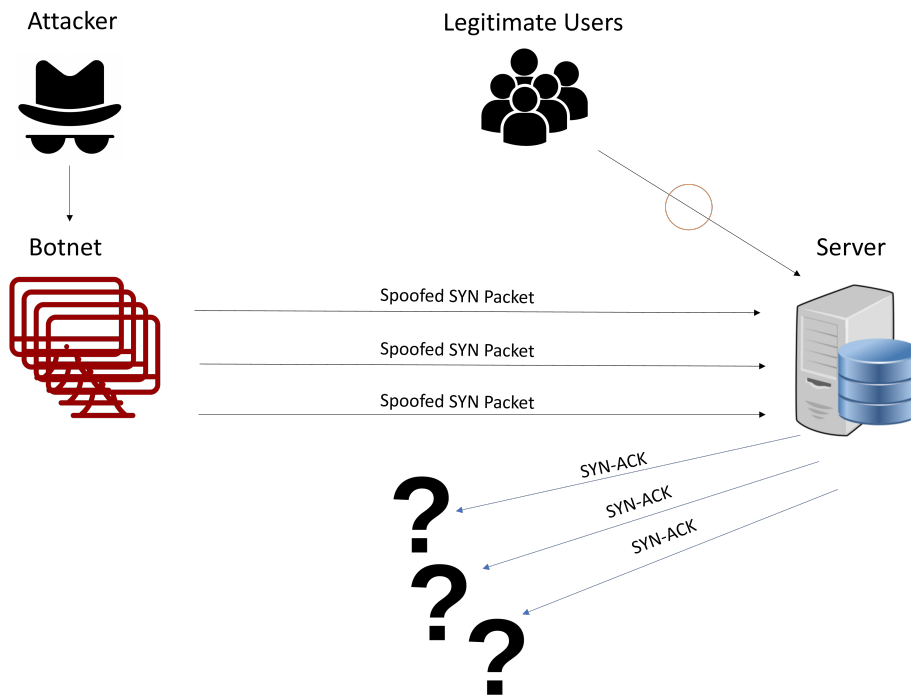 Attacker
Legitimate Users
Botnet
Server
Spoofed SYN Packet
Spoofed SYN Packet
Spoofed SYN Packet
SYN-ACK
SYN-ACK
SYN-ACK
?
?
?